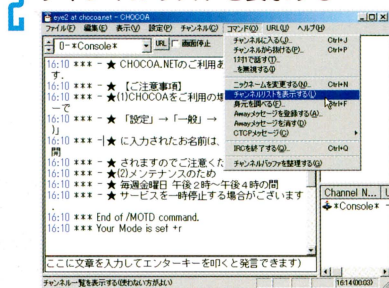 eye2 at choconet - CHOCOA
ファイル(F) 編集(E) 表示(V) 設定(P) チャンネル(C) コマンド(O) URL(U) ヘルプ(H)
0-*Console* URL 画面停止
チャンネルに入る(J)... Ctrl+J
チャンネルから抜ける(P)... Ctrl+P
1対1で話す(T)...
を無視する(I)
ニックネームを変更する(N)... Ctrl+N
チャンネルリストを表示する(L)
身元を調べる(F)... Ctrl+F
Awayメッセージを登録する(A)...
Awayメッセージを消す(D)
CTCPメッセージ(C)
IRCを終了する(Q)... Ctrl+Q
チャンネルバッファを整理する(G)
16:10 *** - ★ CHOCOA.NETのご利用あ
す.
16:10 *** - ★ 【ご注意事項】
16:10 *** - ★(1)CHOCOAをご利用の場
ーで
16:10 *** - ★ 「設定」→「一般」→
)」
16:10 *** - ★ に入力されたお名前は、
間
16:10 *** - ★ されますのでご注意くだ
16:10 *** - ★(2)メンテナンスのため
16:10 *** - ★ 毎週金曜日 午後2時~午後4時の間
16:10 *** - ★ サービスを一時停止する場合がございます
.
16:10 *** End of /MOTD command.
16:10 *** Your Mode is set +r
Channel N... U
*Console* -
ここに文章を入力してエンターキーを叩くと発言できます)
チャンネル一覧を表示する(使わない方がよい) 16:14(00:03)